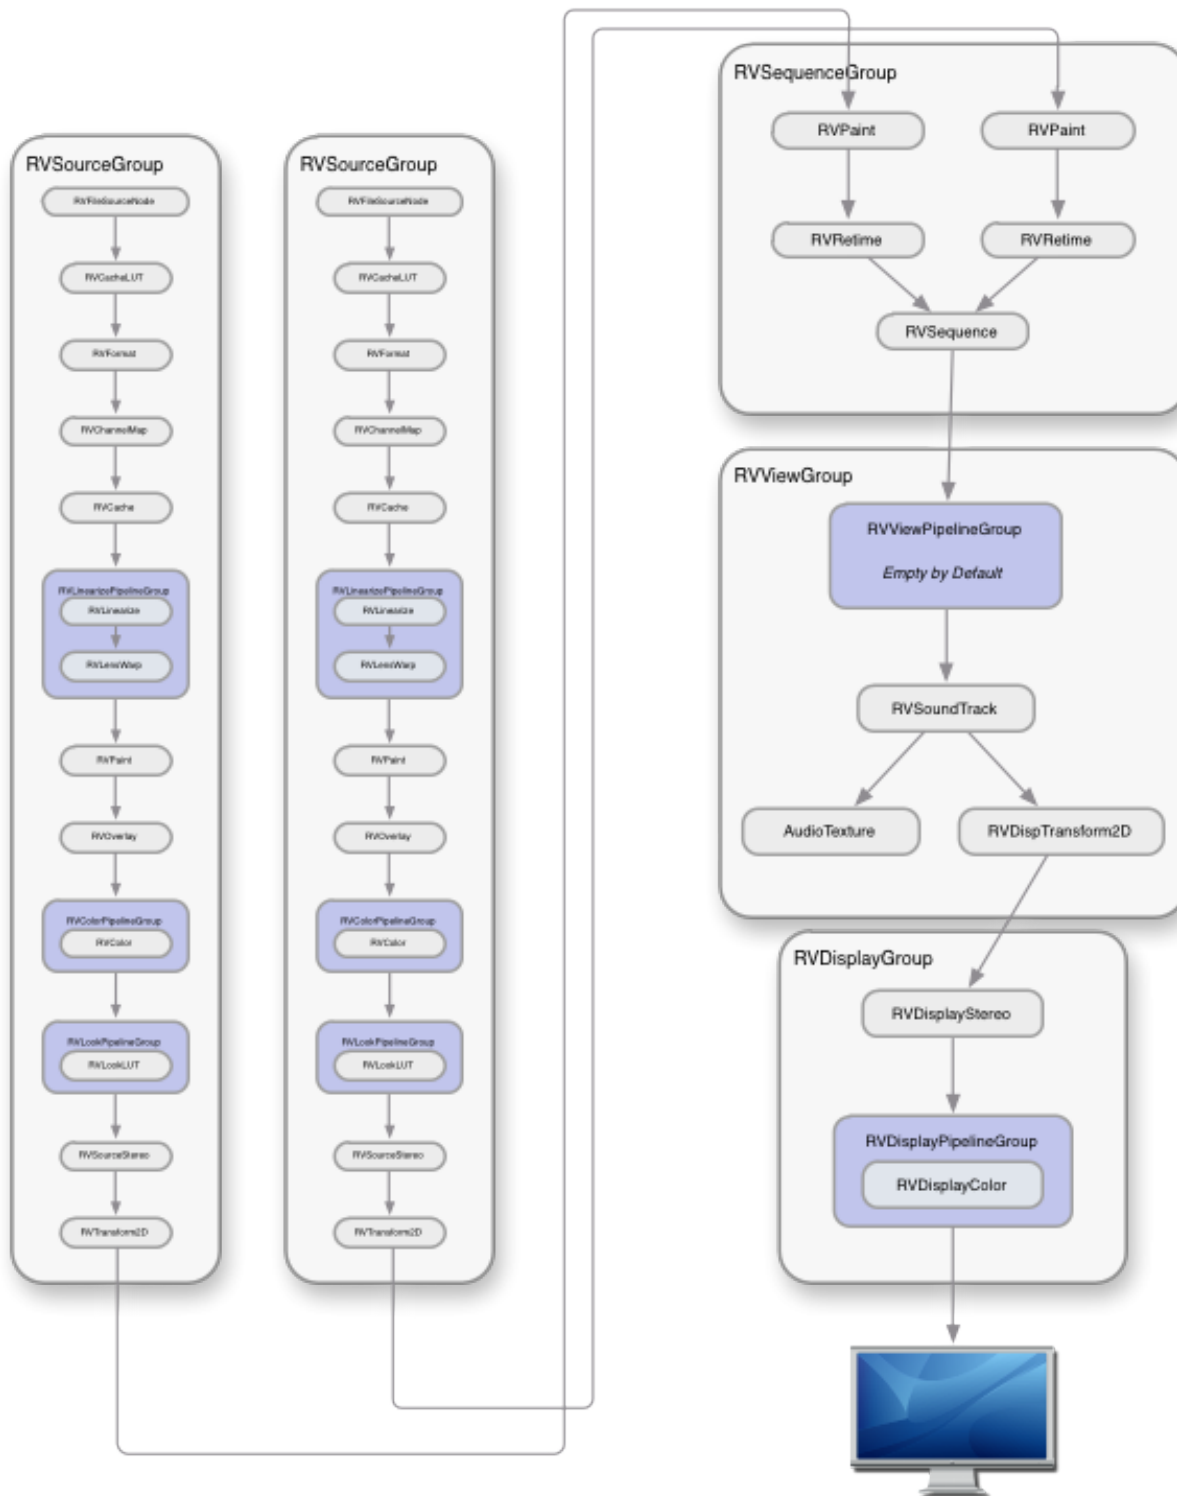 RVSourceGroup
RVFileSourceNode
RVCacheLUT
RVFormat
RVChannelMap
RVCache
RVLinearizePipelineGroup
RVLinearize
RVLensWarp
RVPaint
RVOverlay
RVColorPipelineGroup
RVColor
RVLookPipelineGroup
RVLookLUT
RVSourceStereo
RVTransform2D
RVSourceGroup
RVFileSourceNode
RVCacheLUT
RVFormat
RVChannelMap
RVCache
RVLinearizePipelineGroup
RVLinearize
RVLensWarp
RVPaint
RVOverlay
RVColorPipelineGroup
RVColor
RVLookPipelineGroup
RVLookLUT
RVSourceStereo
RVTransform2D
RVSequenceGroup
RVPaint
RVPaint
RVRetime
RVRetime
RVSequence
RVViewGroup
RVViewPipelineGroup
Empty by Default
RVSoundTrack
AudioTexture
RVDispTransform2D
RVDisplayGroup
RVDisplayStereo
RVDisplayPipelineGroup
RVDisplayColor